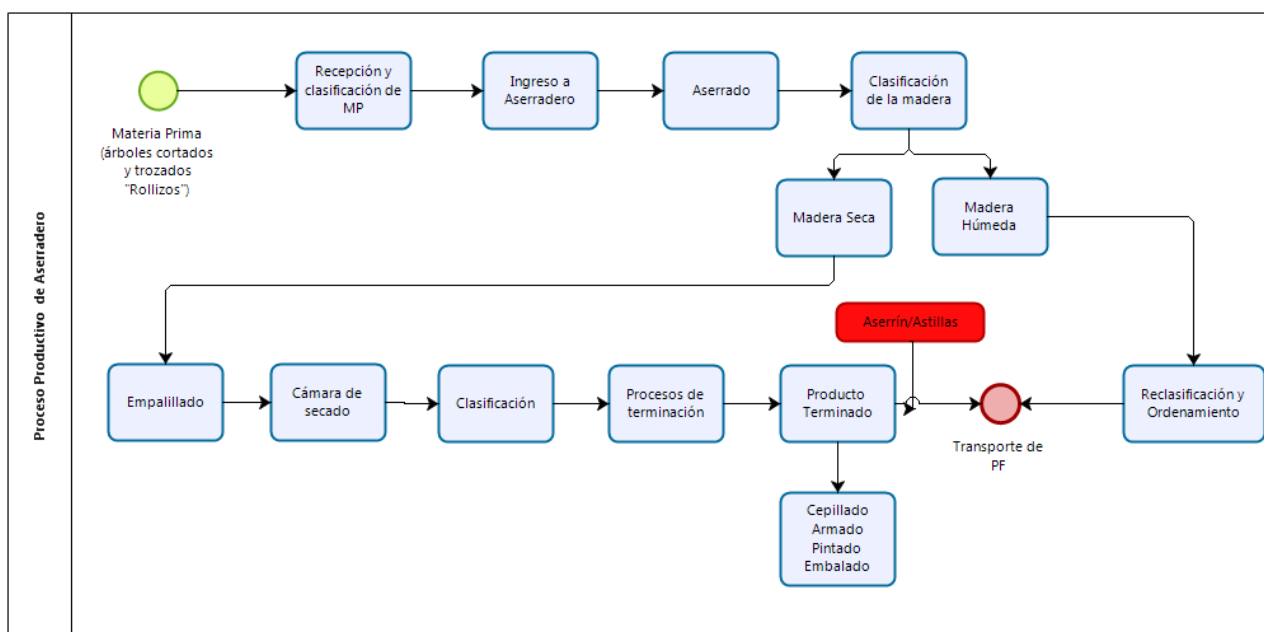 Proceso Productivo de Aserradero
Materia Prima
(árboles cortados
y trozados
"Rollizos")
Recepción y
clasificación de
MP
Ingreso a
Aserradero
Aserrado
Clasificación
de la madera
Madera Seca
Madera
Húmeda
Aserrín/Astillas
Empalillado
Cámara de
secado
Clasificación
Procesos de
terminación
Producto
Terminado
Transporte de
PF
Reclasificación y
Ordenamiento
Cepillado
Armado
Pintado
Embalado